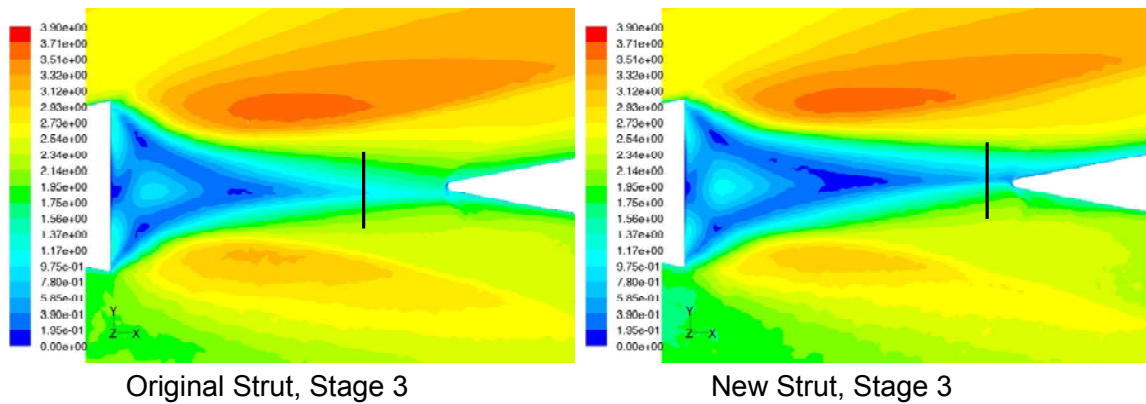 3.90e+00
3.71e+00
3.51e+00
3.32e+00
3.12e+00
2.93e+00
2.73e+00
2.54e+00
2.34e+00
2.14e+00
1.95e+00
1.76e+00
1.56e+00
1.37e+00
1.17e+00
9.75e-01
7.80e-01
5.85e-01
3.90e-01
1.95e-01
0.00e+00
Y
Z X
Original Strut, Stage 3
3.90e+00
3.71e+00
3.51e+00
3.32e+00
3.12e+00
2.93e+00
2.73e+00
2.54e+00
2.34e+00
2.14e+00
1.95e+00
1.76e+00
1.56e+00
1.37e+00
1.17e+00
9.75e-01
7.80e-01
5.85e-01
3.90e-01
1.95e-01
0.00e+00
Y
Z X
New Strut, Stage 3